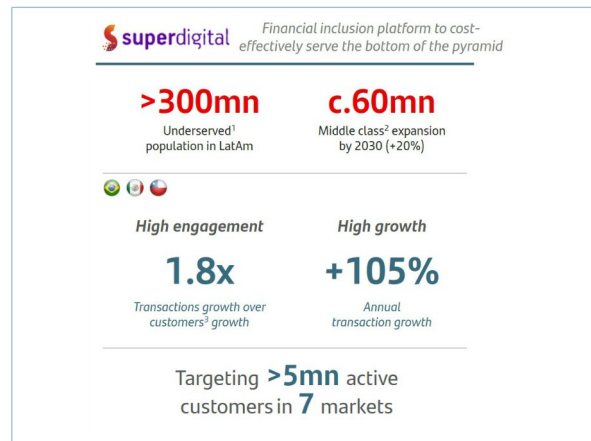 superdigital
Financial inclusion platform to cost-
effectively serve the bottom of the pyramid
>300mn
Underserved¹
population in LatAm
c.60mn
Middle class² expansion
by 2030 (+20%)
High engagement
1.8x
Transactions growth over
customers³ growth
High growth
+105%
Annual
transaction growth
Targeting >5mn active
customers in 7 markets